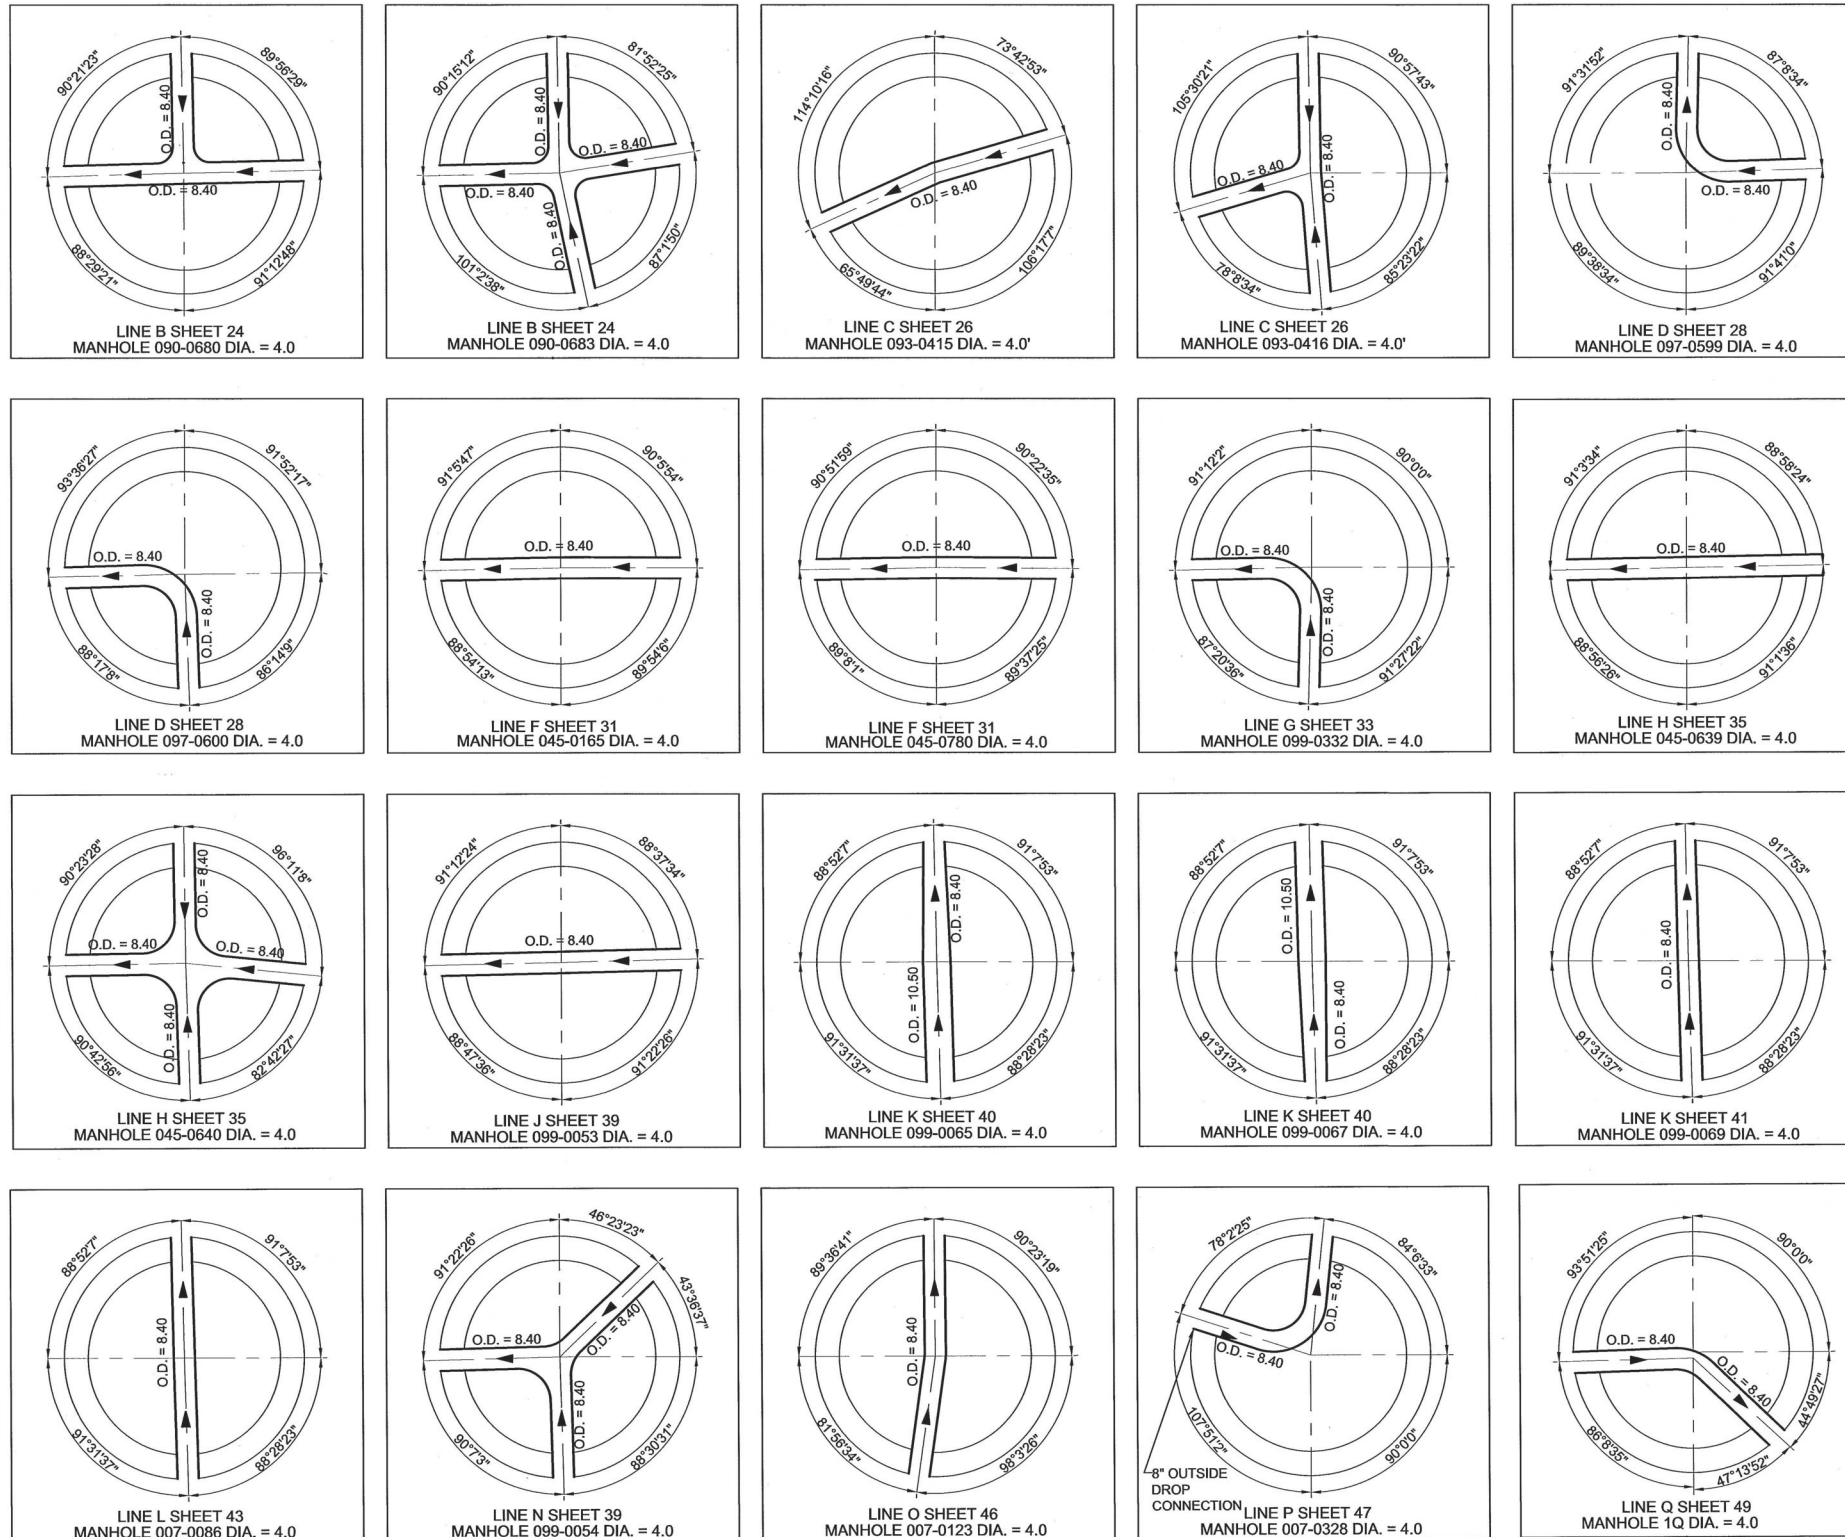 90°21'23"
89°56'29"
O.D. = 8.40
O.D. = 8.40
88°29'21"
91°12'48"
LINE B SHEET 24
MANHOLE 090-0680 DIA. = 4.0
90°15'12"
81°52'25"
O.D. = 8.40
O.D. = 8.40
O.D. = 8.40
O.D. = 8.40
101°2'38"
87°1'50"
LINE B SHEET 24
MANHOLE 090-0683 DIA. = 4.0
114°10'16"
73°42'53"
O.D. = 8.40
65°49'44"
106°17'7"
LINE C SHEET 26
MANHOLE 093-0415 DIA. = 4.0'
105°30'21"
90°57'43"
O.D. = 8.40
O.D. = 8.40
78°8'34"
85°23'22"
LINE C SHEET 26
MANHOLE 093-0416 DIA. = 4.0'
91°31'52"
87°8'34"
O.D. = 8.40
O.D. = 8.40
89°38'34"
91°41'0"
LINE D SHEET 28
MANHOLE 097-0599 DIA. = 4.0
93°36'27"
91°52'17"
O.D. = 8.40
O.D. = 8.40
88°17'8"
86°14'9"
LINE D SHEET 28
MANHOLE 097-0600 DIA. = 4.0
91°5'47"
90°5'54"
O.D. = 8.40
88°54'13"
89°54'6"
LINE F SHEET 31
MANHOLE 045-0165 DIA. = 4.0
90°51'59"
90°22'35"
O.D. = 8.40
89°8'1"
89°37'25"
LINE F SHEET 31
MANHOLE 045-0780 DIA. = 4.0
91°12'2"
90°0'0"
O.D. = 8.40
O.D. = 8.40
87°20'36"
91°27'22"
LINE G SHEET 33
MANHOLE 099-0332 DIA. = 4.0
91°3'34"
88°58'24"
O.D. = 8.40
88°56'26"
91°1'36"
LINE H SHEET 35
MANHOLE 045-0639 DIA. = 4.0
90°23'28"
96°11'8"
O.D. = 8.40
O.D. = 8.40
O.D. = 8.40
O.D. = 8.40
90°42'56"
82°42'27"
LINE H SHEET 35
MANHOLE 045-0640 DIA. = 4.0
91°12'24"
88°37'34"
O.D. = 8.40
88°47'36"
91°22'26"
LINE J SHEET 39
MANHOLE 099-0053 DIA. = 4.0
88°52'7"
91°7'53"
O.D. = 8.40
O.D. = 10.50
91°31'37"
88°28'23"
LINE K SHEET 40
MANHOLE 099-0065 DIA. = 4.0
88°52'7"
91°7'53"
O.D. = 10.50
O.D. = 8.40
91°31'37"
88°28'23"
LINE K SHEET 40
MANHOLE 099-0067 DIA. = 4.0
88°52'7"
91°7'53"
O.D. = 8.40
91°31'37"
88°28'23"
LINE K SHEET 41
MANHOLE 099-0069 DIA. = 4.0
88°52'7"
91°7'53"
O.D. = 8.40
91°31'37"
88°28'23"
LINE L SHEET 43
MANHOLE 007-0086 DIA. = 4.0
91°22'26"
46°23'23"
43°36'37"
O.D. = 8.40
O.D. = 8.40
O.D. = 8.40
90°7'3"
88°30'31"
LINE N SHEET 39
MANHOLE 099-0054 DIA. = 4.0
89°36'41"
90°23'19"
O.D. = 8.40
81°56'34"
98°3'26"
LINE O SHEET 46
MANHOLE 007-0123 DIA. = 4.0
78°2'25"
84°6'33"
O.D. = 8.40
O.D. = 8.40
107°51'2"
90°0'0"
8" OUTSIDE
DROP
CONNECTION
LINE P SHEET 47
MANHOLE 007-0328 DIA. = 4.0
93°51'25"
90°0'0"
O.D. = 8.40
O.D. = 8.40
44°49'27"
86°8'35"
47°13'52"
LINE Q SHEET 49
MANHOLE 1Q DIA. = 4.0